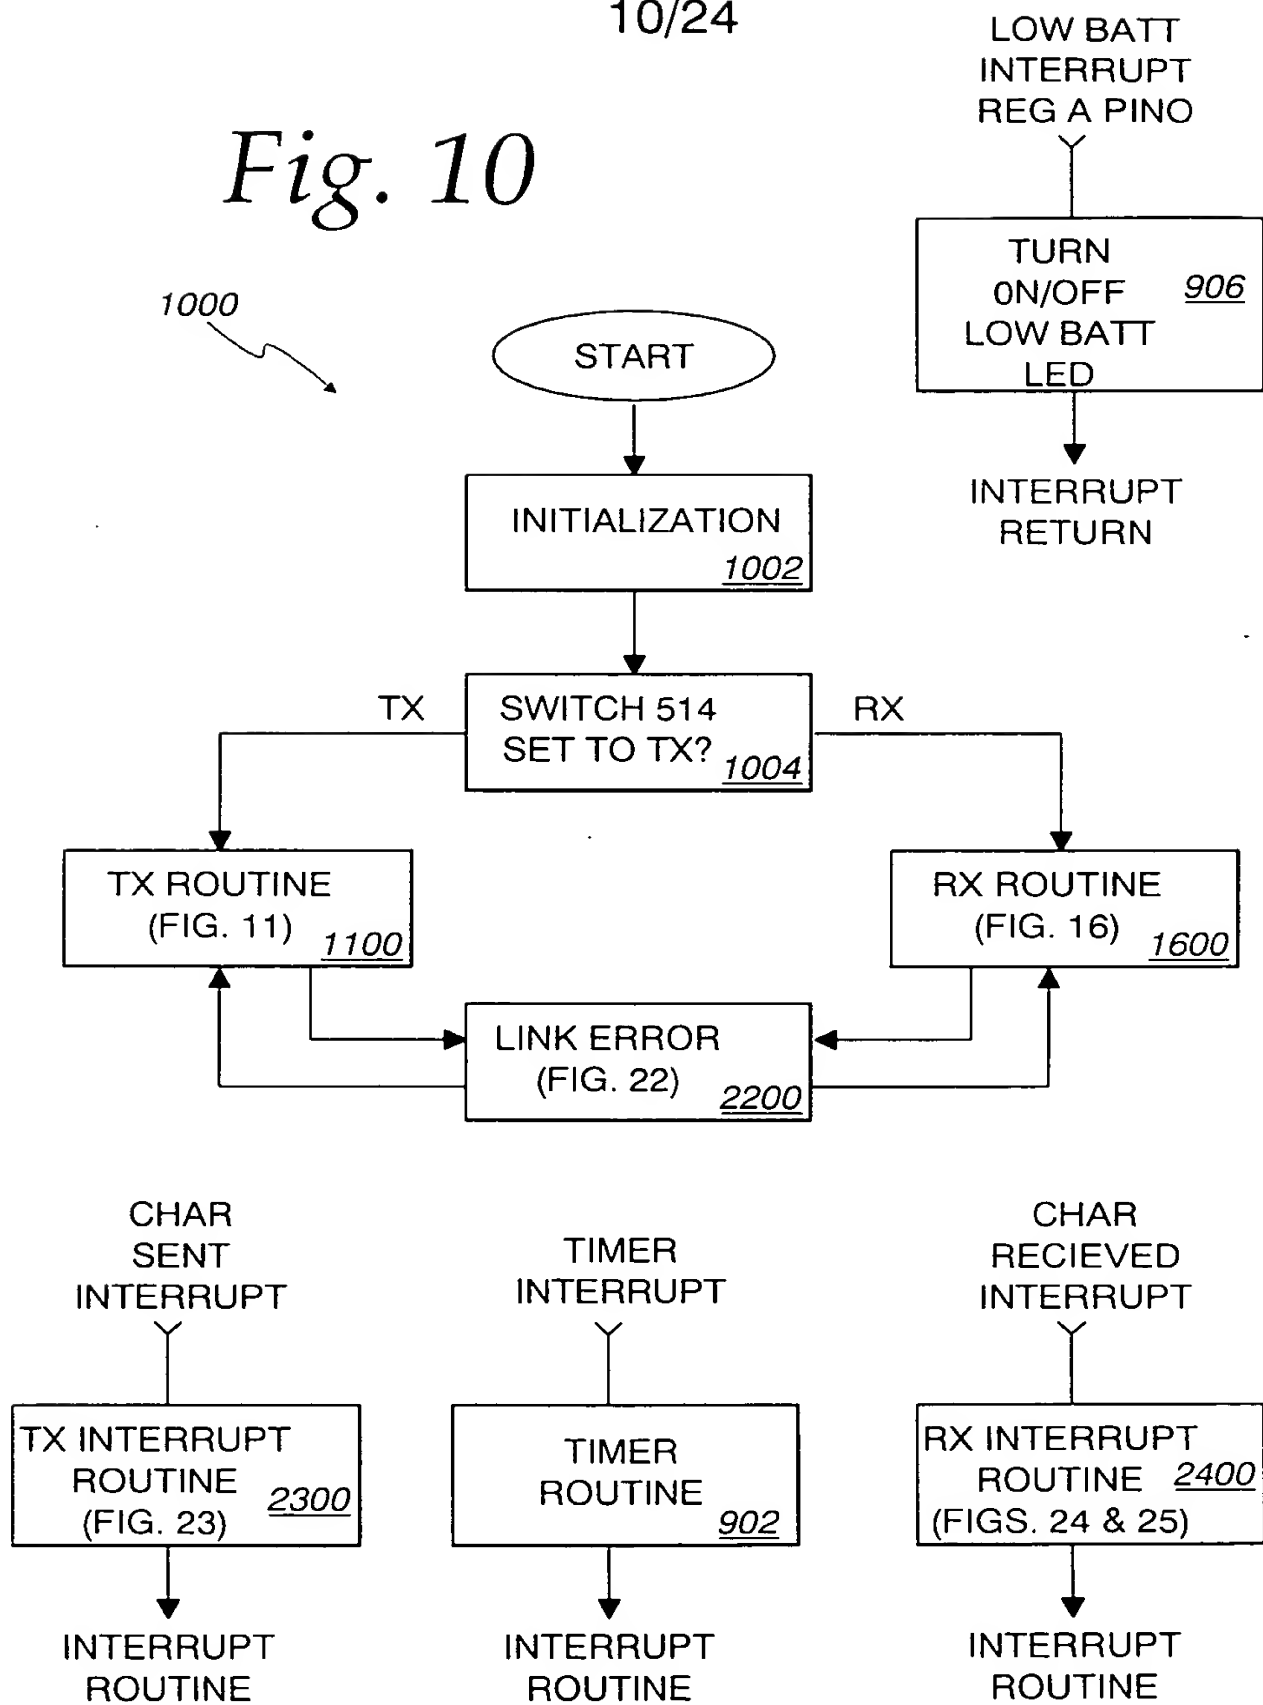 10/24
Fig. 10
LOW BATT
INTERRUPT
REG A PINO
TURN
0N/OFF
LOW BATT
LED
906
INTERRUPT
RETURN
1000
START
INITIALIZATION
1002
SWITCH 514
SET TO TX?
1004
TX
RX
TX ROUTINE
(FIG. 11)
1100
RX ROUTINE
(FIG. 16)
1600
LINK ERROR
(FIG. 22)
2200
CHAR
SENT
INTERRUPT
TX INTERRUPT
ROUTINE
(FIG. 23)
2300
INTERRUPT
ROUTINE
TIMER
INTERRUPT
TIMER
ROUTINE
902
INTERRUPT
ROUTINE
CHAR
RECIEVED
INTERRUPT
RX INTERRUPT
ROUTINE
(FIGS. 24 & 25)
2400
INTERRUPT
ROUTINE